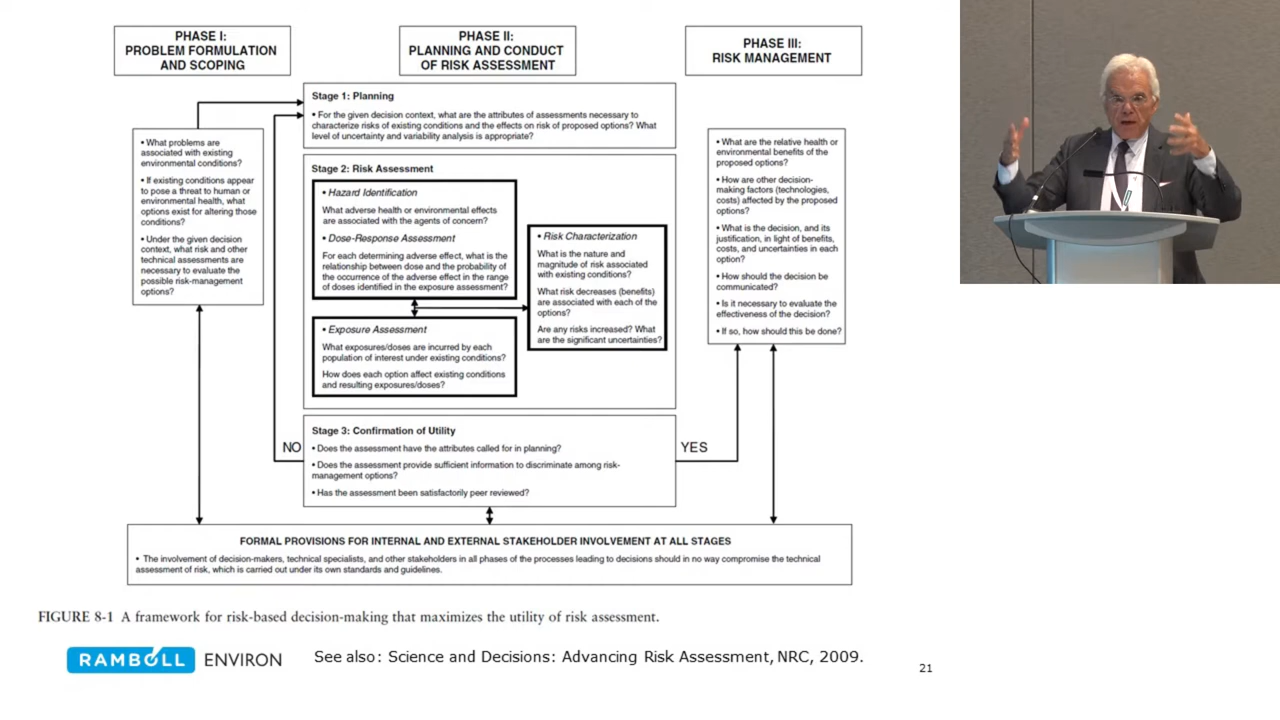 PHASE I:
PROBLEM FORMULATION
AND SCOPING
PHASE II:
PLANNING AND CONDUCT
OF RISK ASSESSMENT
PHASE III:
RISK MANAGEMENT
• What problems are
associated with existing
environmental conditions?
• If existing conditions appear
to pose a threat to human or
environmental health, what
options exist for altering those
conditions?
• Under the given decision
context, what risk and other
technical assessments are
necessary to evaluate the
possible risk-management
options?
Stage 1: Planning
• For the given decision context, what are the attributes of assessments necessary to
characterize risks of existing conditions and the effects on risk of proposed options? What
level of uncertainty and variability analysis is appropriate?
Stage 2: Risk Assessment
• Hazard Identification
What adverse health or environmental effects
are associated with the agents of concern?
• Dose-Response Assessment
For each determining adverse effect, what is the
relationship between dose and the probability of
the occurrence of the adverse effect in the range
of doses identified in the exposure assessment?
• Exposure Assessment
What exposures/doses are incurred by each
population of interest under existing conditions?
How does each option affect existing conditions
and resulting exposures/doses?
• Risk Characterization
What is the nature and
magnitude of risk associated
with existing conditions?
What risk decreases (benefits)
are associated with each of the
options?
Are any risks increased? What
are the significant uncertainties?
NO
Stage 3: Confirmation of Utility
• Does the assessment have the attributes called for in planning?
• Does the assessment provide sufficient information to discriminate among risk-
management options?
• Has the assessment been satisfactorily peer reviewed?
YES
• What are the relative health or
environmental benefits of the
proposed options?
• How are other decision-
making factors (technologies,
costs) affected by the proposed
options?
• What is the decision, and its
justification, in light of benefits,
costs, and uncertainties in each
option?
• How should the decision be
communicated?
• Is it necessary to evaluate the
effectiveness of the decision?
• If so, how should this be done?
FORMAL PROVISIONS FOR INTERNAL AND EXTERNAL STAKEHOLDER INVOLVEMENT AT ALL STAGES
• The involvement of decision-makers, technical specialists, and other stakeholders in all phases of the processes leading to decisions should in no way compromise the technical
assessment of risk, which is carried out under its own standards and guidelines.
FIGURE 8-1 A framework for risk-based decision-making that maximizes the utility of risk assessment.
RAMBOLL ENVIRON
See also: Science and Decisions: Advancing Risk Assessment, NRC, 2009.
21